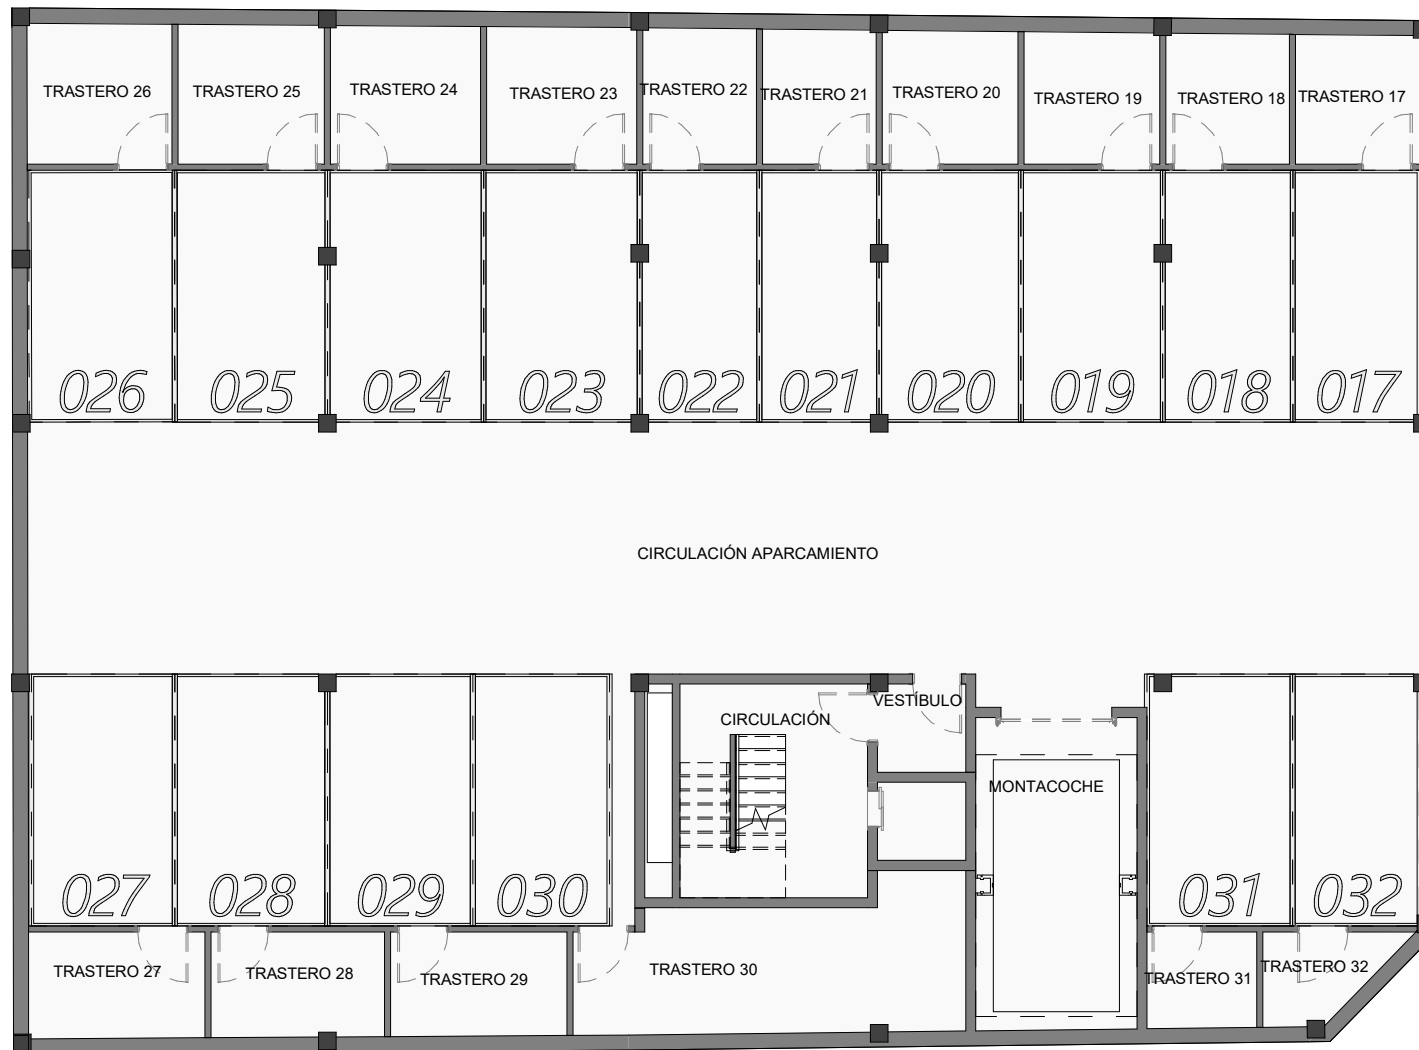 TRASTERO 26
TRASTERO 25
TRASTERO 24
TRASTERO 23
TRASTERO 22
TRASTERO 21
TRASTERO 20
TRASTERO 19
TRASTERO 18
TRASTERO 17
026
025
024
023
022
021
020
019
018
017
CIRCULACIÓN APARCAMIENTO
VESTÍBULO
CIRCULACIÓN
MONTACOCHE
027
028
029
030
031
032
TRASTERO 27
TRASTERO 28
TRASTERO 29
TRASTERO 30
TRASTERO 31
TRASTERO 32